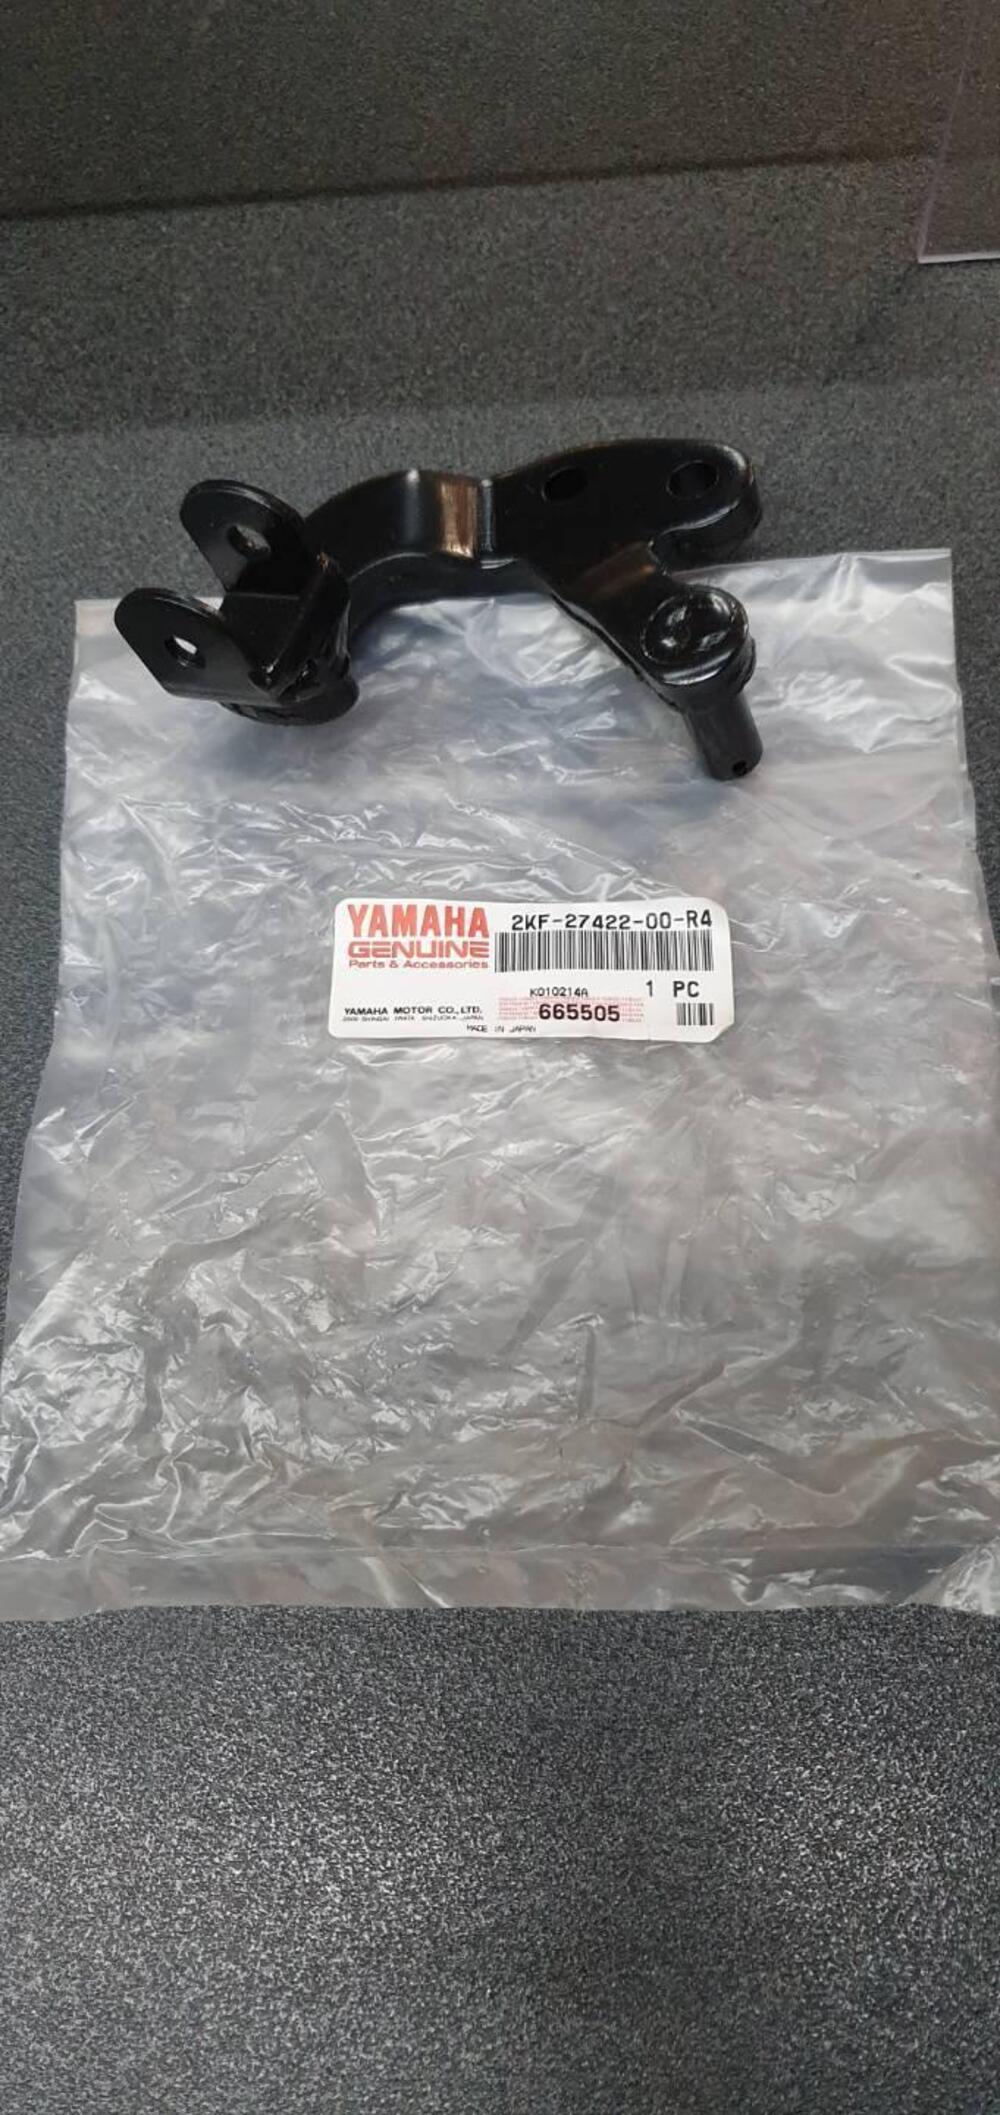 YAMAHA
GENUINE
Parts & Accessories
2KF-27422-00-R4
K010214A
1 PC
665505
YAMAHA MOTOR CO., LTD.
MADE IN JAPAN